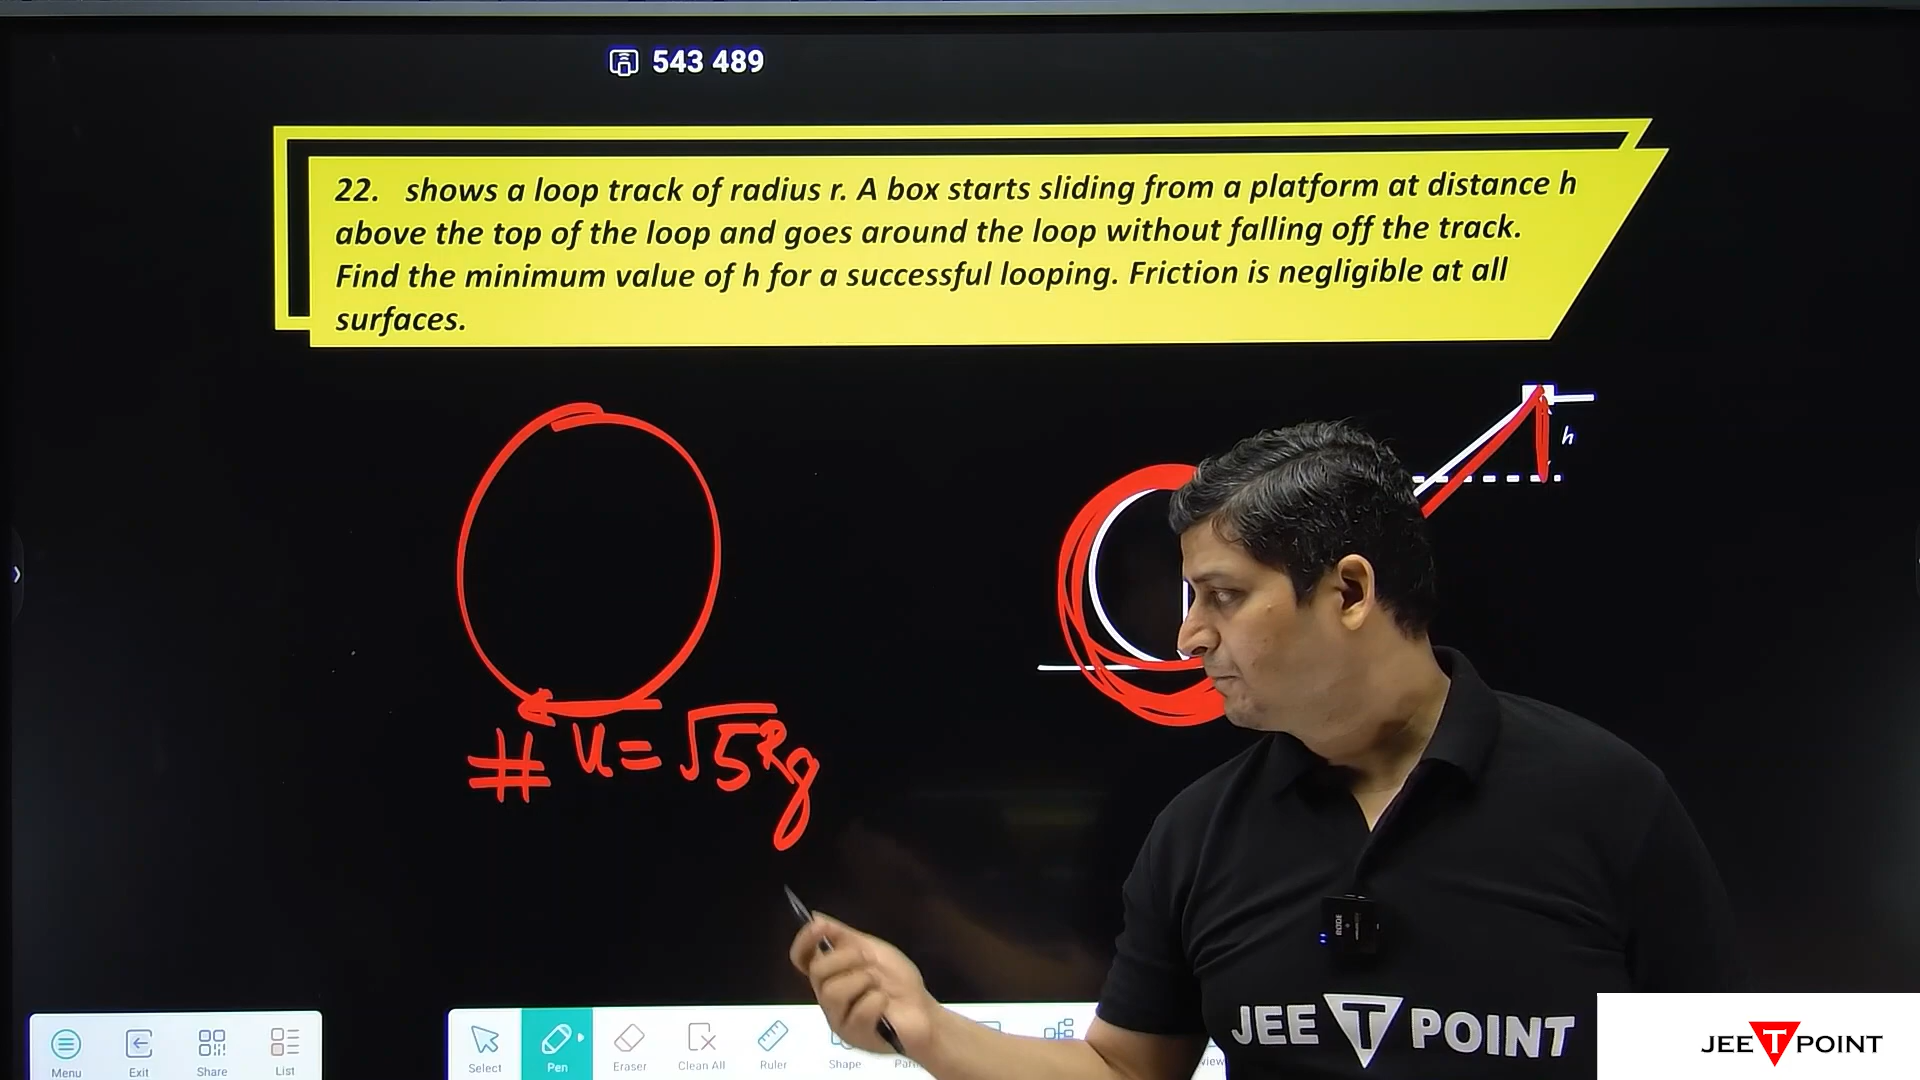 543 489
22. shows a loop track of radius r. A box starts sliding from a platform at distance h
above the top of the loop and goes around the loop without falling off the track.
Find the minimum value of h for a successful looping. Friction is negligible at all
surfaces.
h
# u = √5Rg
RODE
JEE T POINT
Menu
Exit
Share
List
Select
Pen
Eraser
Clean All
Ruler
Shape
JEE T POINT